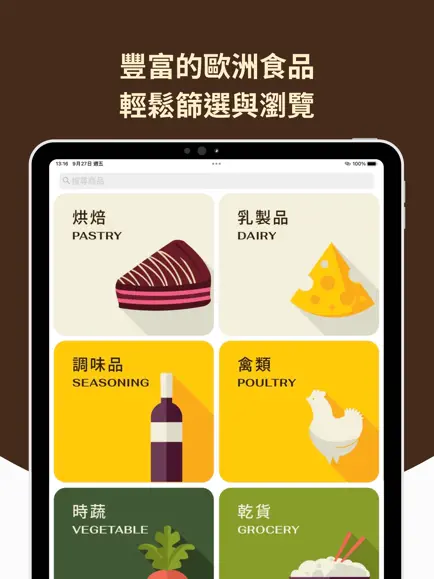 豐富的歐洲食品
輕鬆篩選與瀏覽
13:16 9月27日 週五
100%
搜尋商品
烘焙
PASTRY
乳製品
DAIRY
調味品
SEASONING
禽類
POULTRY
時蔬
VEGETABLE
乾貨
GROCERY